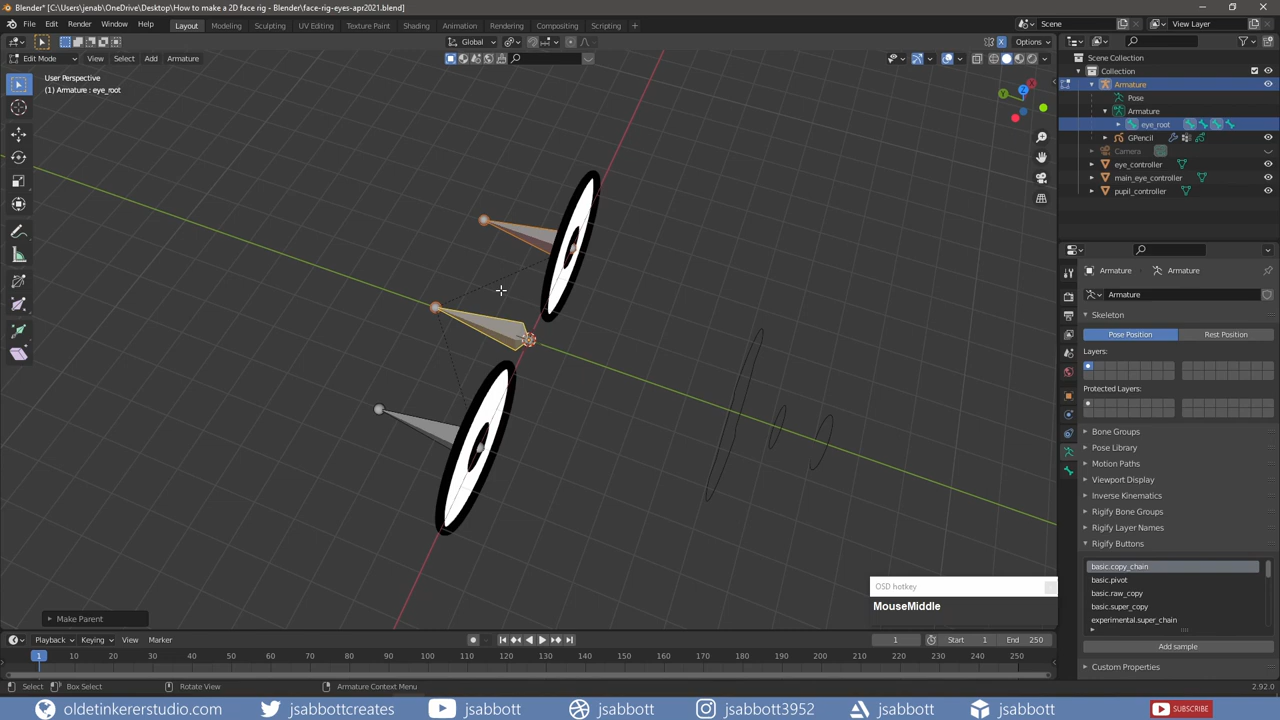 Blender* [C:\Users\jenab\OneDrive\Desktop\How to make a 2D face rig - Blender\face-rig-eyes-apr2021.blend]
File Edit Render Window Help Layout Modeling Sculpting UV Editing Texture Paint Shading Animation Rendering Compositing Scripting Scene View Layer
Global Options
Edit Mode View Select Add Armature
User Perspective
(1) Armature : eye_root
Scene Collection
Collection
Armature
Pose
Armature
eye_root
GPencil
Camera
eye_controller
main_eye_controller
pupil_controller
Armature Armature
Armature
Skeleton
Pose Position Rest Position
Layers:
Protected Layers:
Bone Groups
Pose Library
Motion Paths
Viewport Display
Inverse Kinematics
Rigify Bone Groups
Rigify Layer Names
Rigify Buttons
basic.copy_chain
basic.pivot
basic.raw_copy
basic.super_copy
experimental.super_chain
Add sample
Custom Properties
OSD hotkey
MouseMiddle
Make Parent
Playback Keying View Marker 1 Start 1 End 250
1 10 20 30 40 50 60 70 80 90 100 110 120 130 140 150 160 170 180 190 200 210 220 230 240 250
Select Box Select Rotate View Armature Context Menu 2.92.0
oldetinkererstudio.com jsabbottcreates jsabbott jsabbott jsabbott3952 jsabbott jsabbott SUBSCRIBE